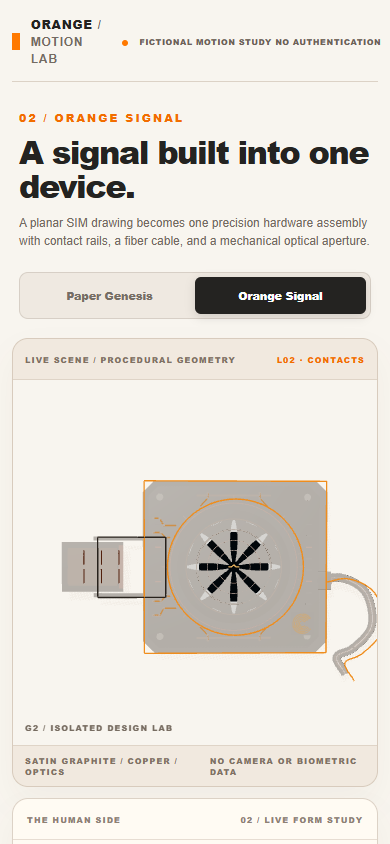 ORANGE /
MOTION
LAB
FICTIONAL MOTION STUDY NO AUTHENTICATION
02 / ORANGE SIGNAL
A signal built into one
device.
A planar SIM drawing becomes one precision hardware assembly
with contact rails, a fiber cable, and a mechanical optical aperture.
Paper Genesis
Orange Signal
LIVE SCENE / PROCEDURAL GEOMETRY
L02 · CONTACTS
G2 / ISOLATED DESIGN LAB
SATIN GRAPHITE / COPPER /
OPTICS
NO CAMERA OR BIOMETRIC
DATA
THE HUMAN SIDE
02 / LIVE FORM STUDY